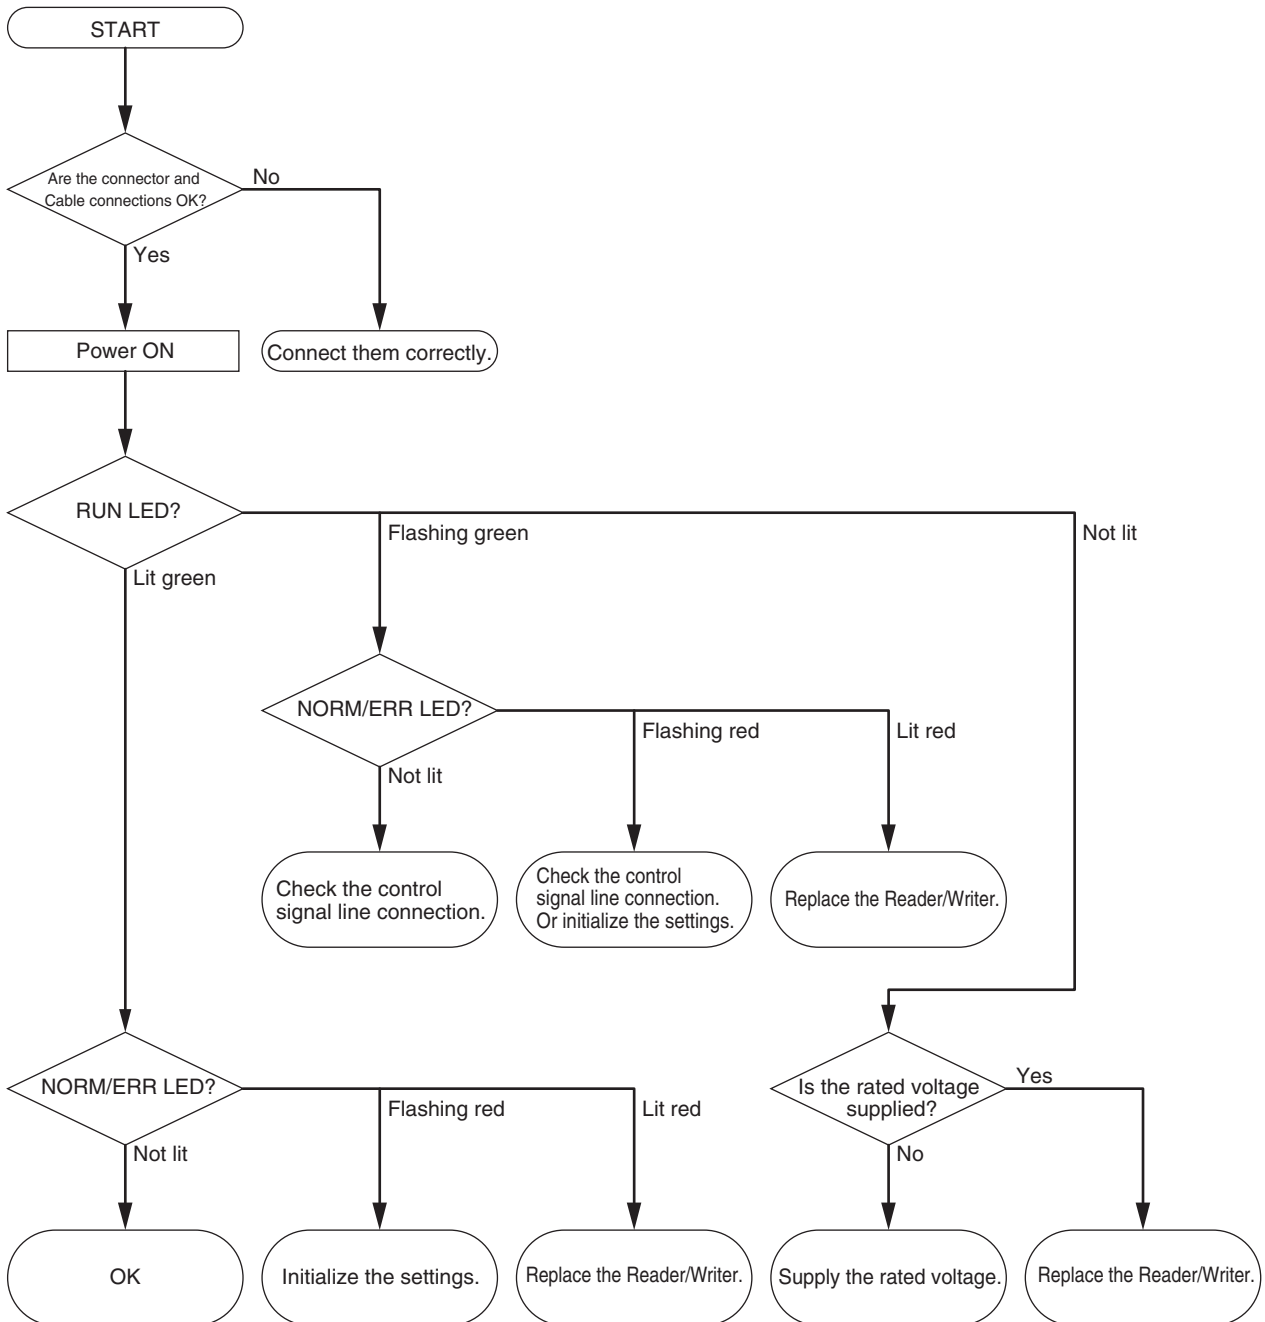 START
Are the connector and
Cable connections OK?
No
Yes
Power ON
Connect them correctly.
RUN LED?
Flashing green
Not lit
Lit green
NORM/ERR LED?
Flashing red
Lit red
Not lit
Check the control
signal line connection.
Check the control
signal line connection.
Or initialize the settings.
Replace the Reader/Writer.
NORM/ERR LED?
Flashing red
Lit red
Not lit
Is the rated voltage
supplied?
Yes
No
OK
Initialize the settings.
Replace the Reader/Writer.
Supply the rated voltage.
Replace the Reader/Writer.